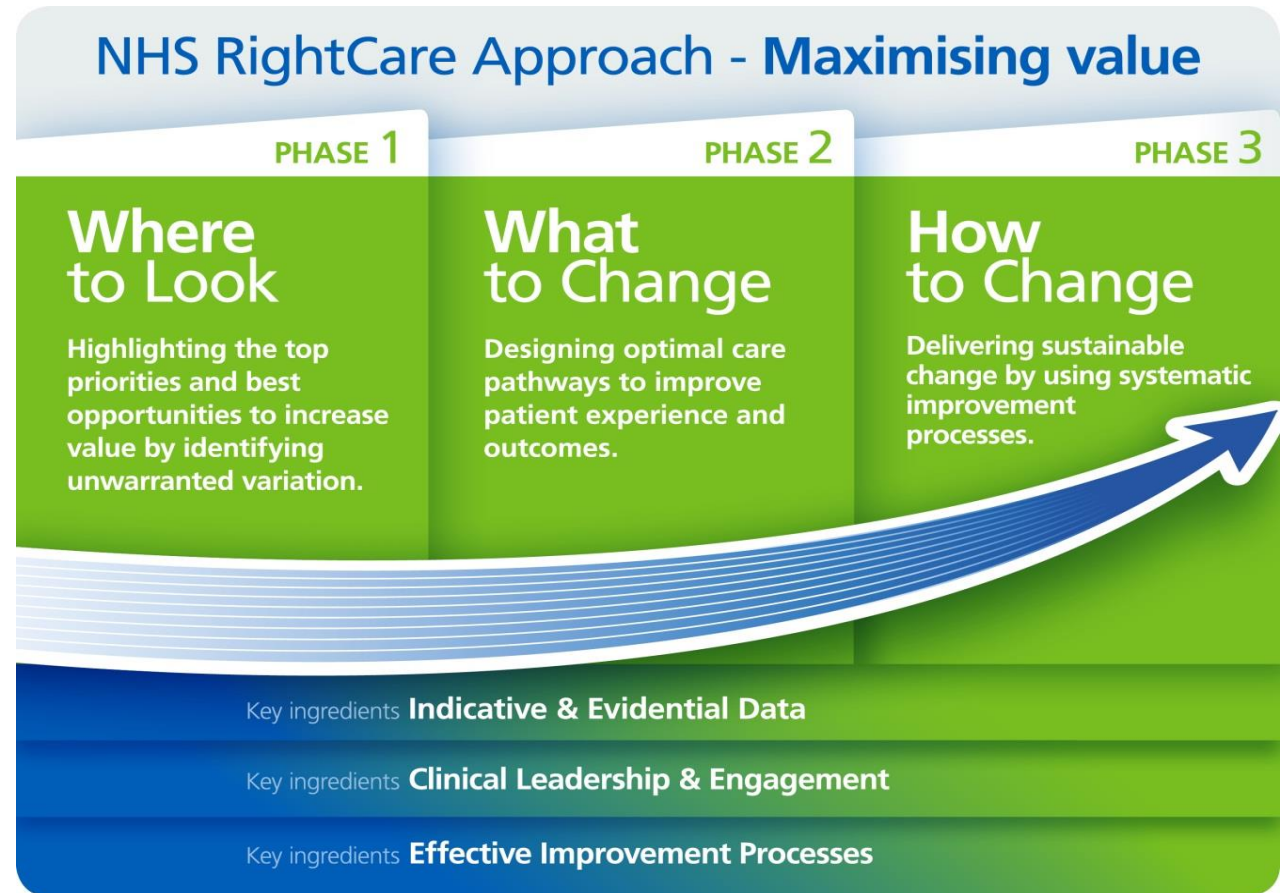 NHS RightCare Approach - Maximising value
PHASE 1
Where
to Look
Highlighting the top
priorities and best
opportunities to increase
value by identifying
unwarranted variation.
PHASE 2
What
to Change
Designing optimal care
pathways to improve
patient experience and
outcomes.
PHASE 3
How
to Change
Delivering sustainable
change by using systematic
improvement
processes.
Key ingredients Indicative & Evidential Data
Key ingredients Clinical Leadership & Engagement
Key ingredients Effective Improvement Processes